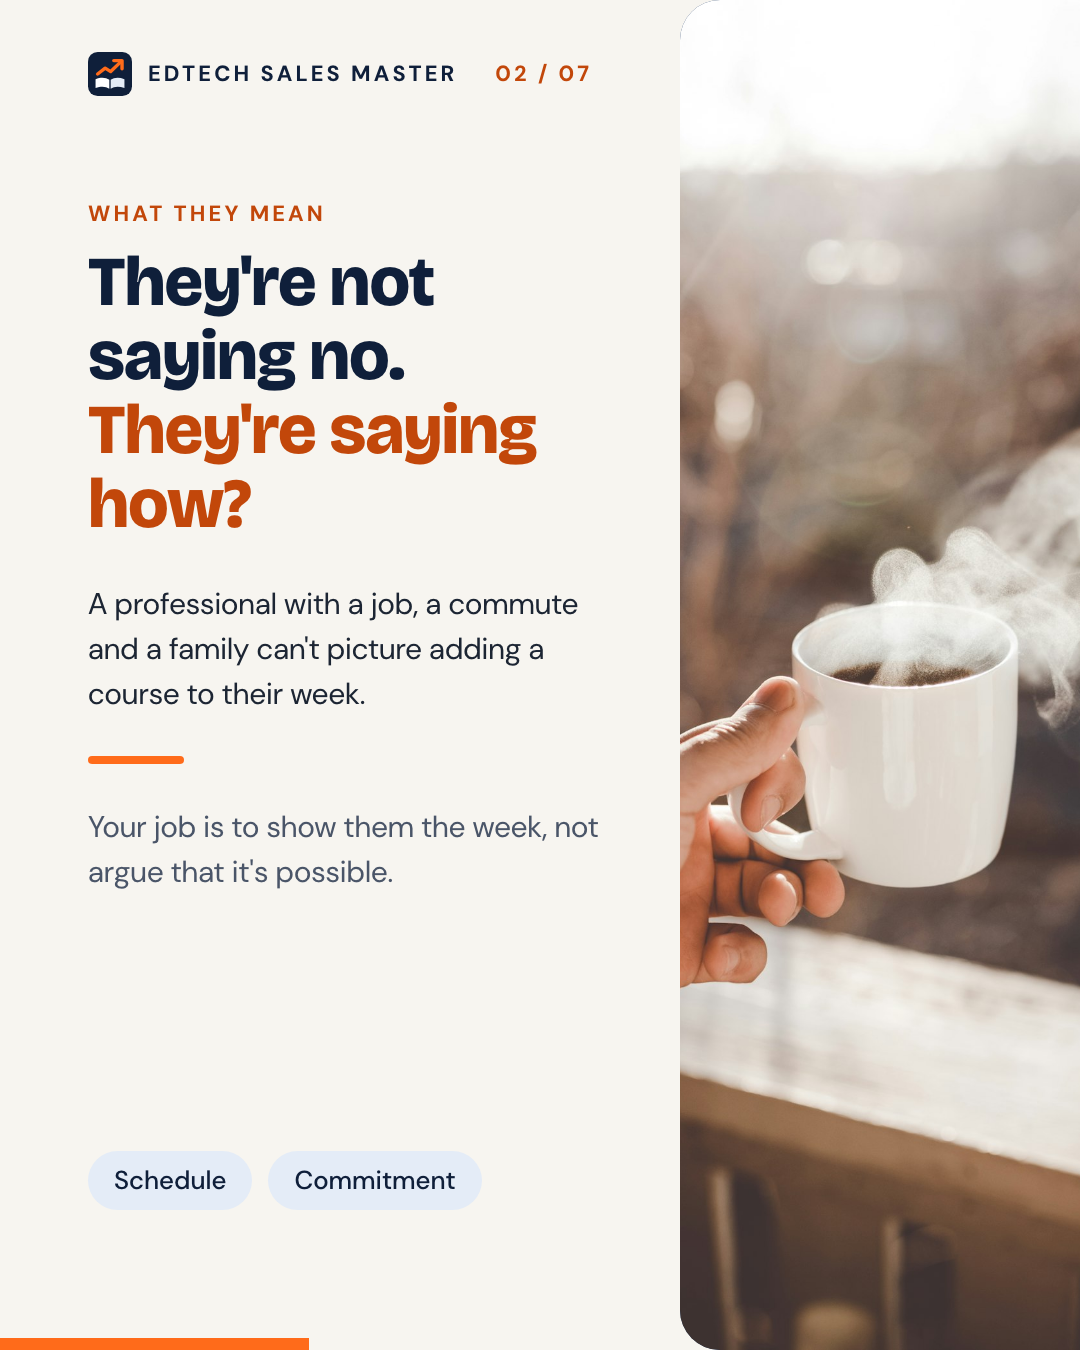 EDTECH SALES MASTER 02 / 07
WHAT THEY MEAN
They're not
saying no.
They're saying
how?
A professional with a job, a commute
and a family can't picture adding a
course to their week.
Your job is to show them the week, not
argue that it's possible.
Schedule Commitment